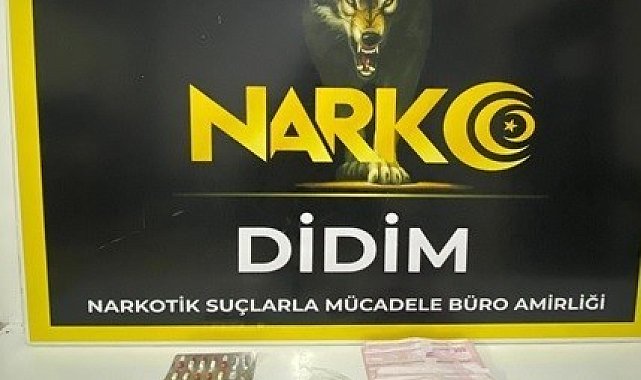 NARKO
DİDİM
NARKOTİK SUÇLARLA MÜCADELE BÜRO AMİRLİĞİ